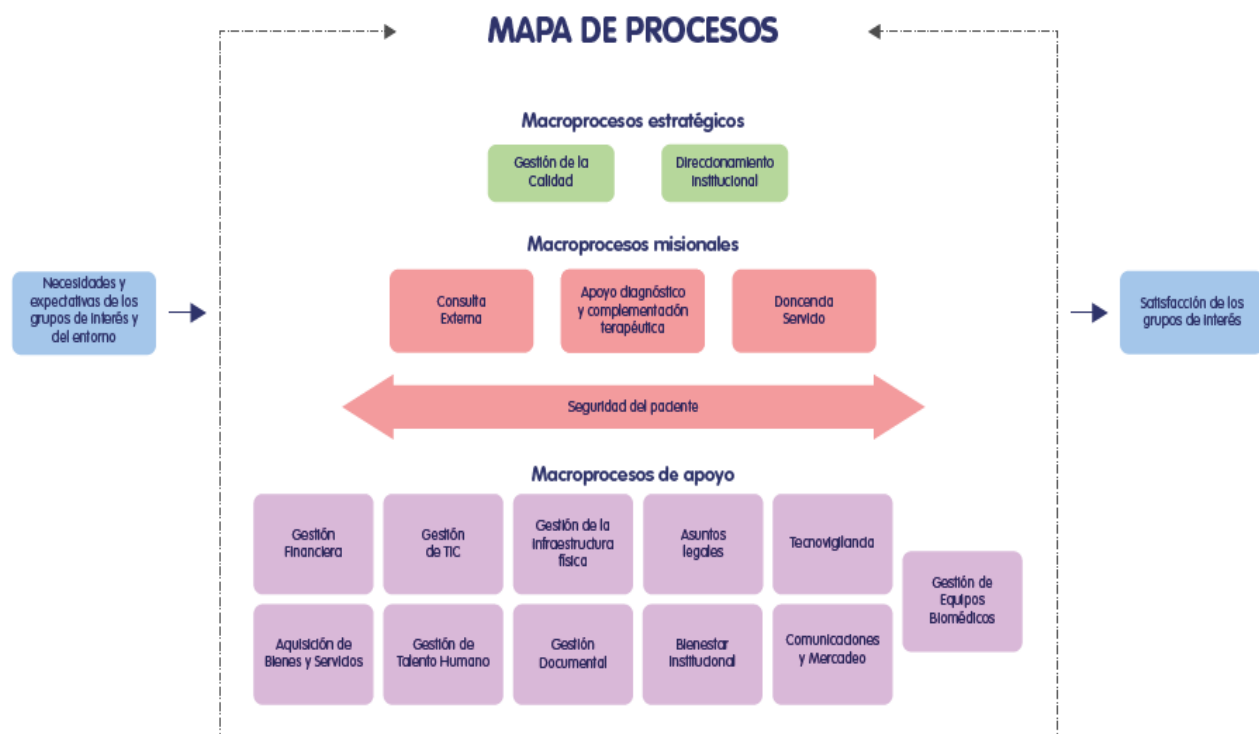 MAPA DE PROCESOS
Macroprocesos estratégicos
Gestión de la
Calidad
Direccionamiento
Institucional
Macroprocesos misionales
Necesidades y
expectativas de los
grupos de interés y
del entorno
Consulta
Externa
Apoyo diagnóstico
y complementación
terapéutica
Doncencia
Servicio
Satisfacción de los
grupos de interés
Seguridad del paciente
Macroprocesos de apoyo
Gestión
Financiera
Gestión
de TIC
Gestión de la
Infraestructura
física
Asuntos
legales
Tecnovigilancia
Gestión de
Equipos
Biomédicos
Aquisición de
Bienes y Servicios
Gestión de
Talento Humano
Gestión
Documental
Bienestar
Institucional
Comunicaciones
y Mercadeo